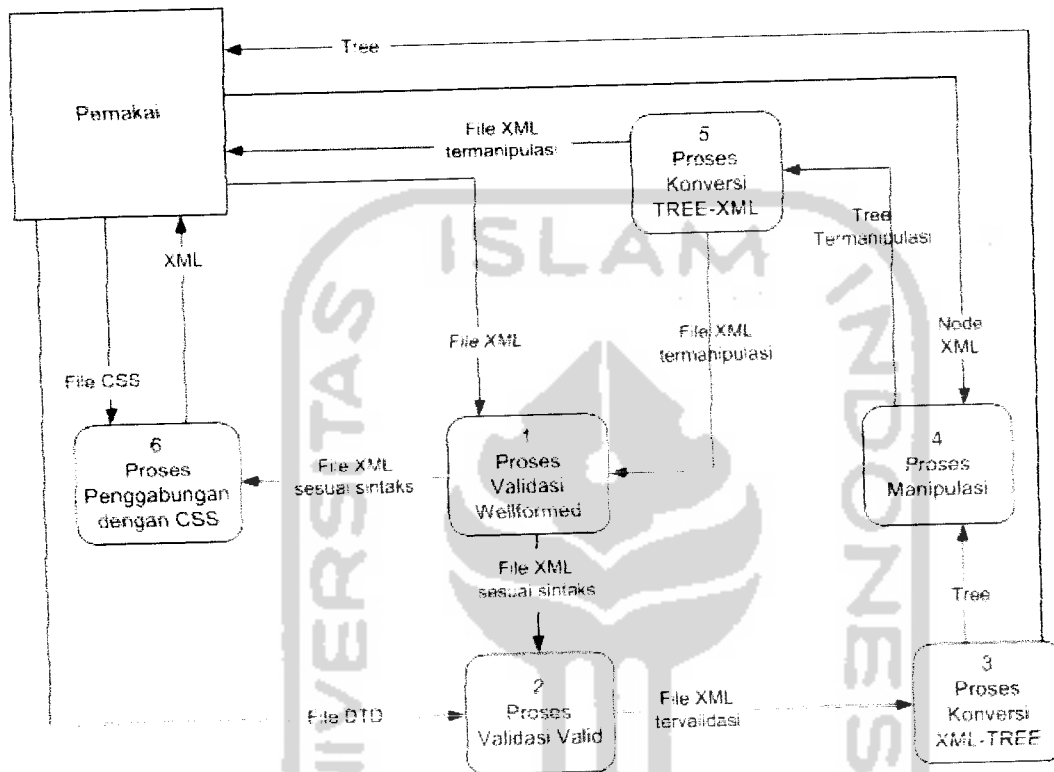 Tree
Pemakai
File XML
termanipulasi
5
Proses
Konversi
TREE-XML
Tree
Termanipulasi
XML
File XML
File XML
termanipulasi
Node
XML
File CSS
6
Proses
Penggabungan
dengan CSS
File XML
sesuai sintaks
1
Proses
Validasi
Wellformed
4
Proses
Manipulasi
File XML
sesuai sintaks
Tree
File DTD
2
Proses
Validasi Valid
File XML
tervalidasi
3
Proses
Konversi
XML-TREE
ISLAM
UNIVERSITAS
INDONES